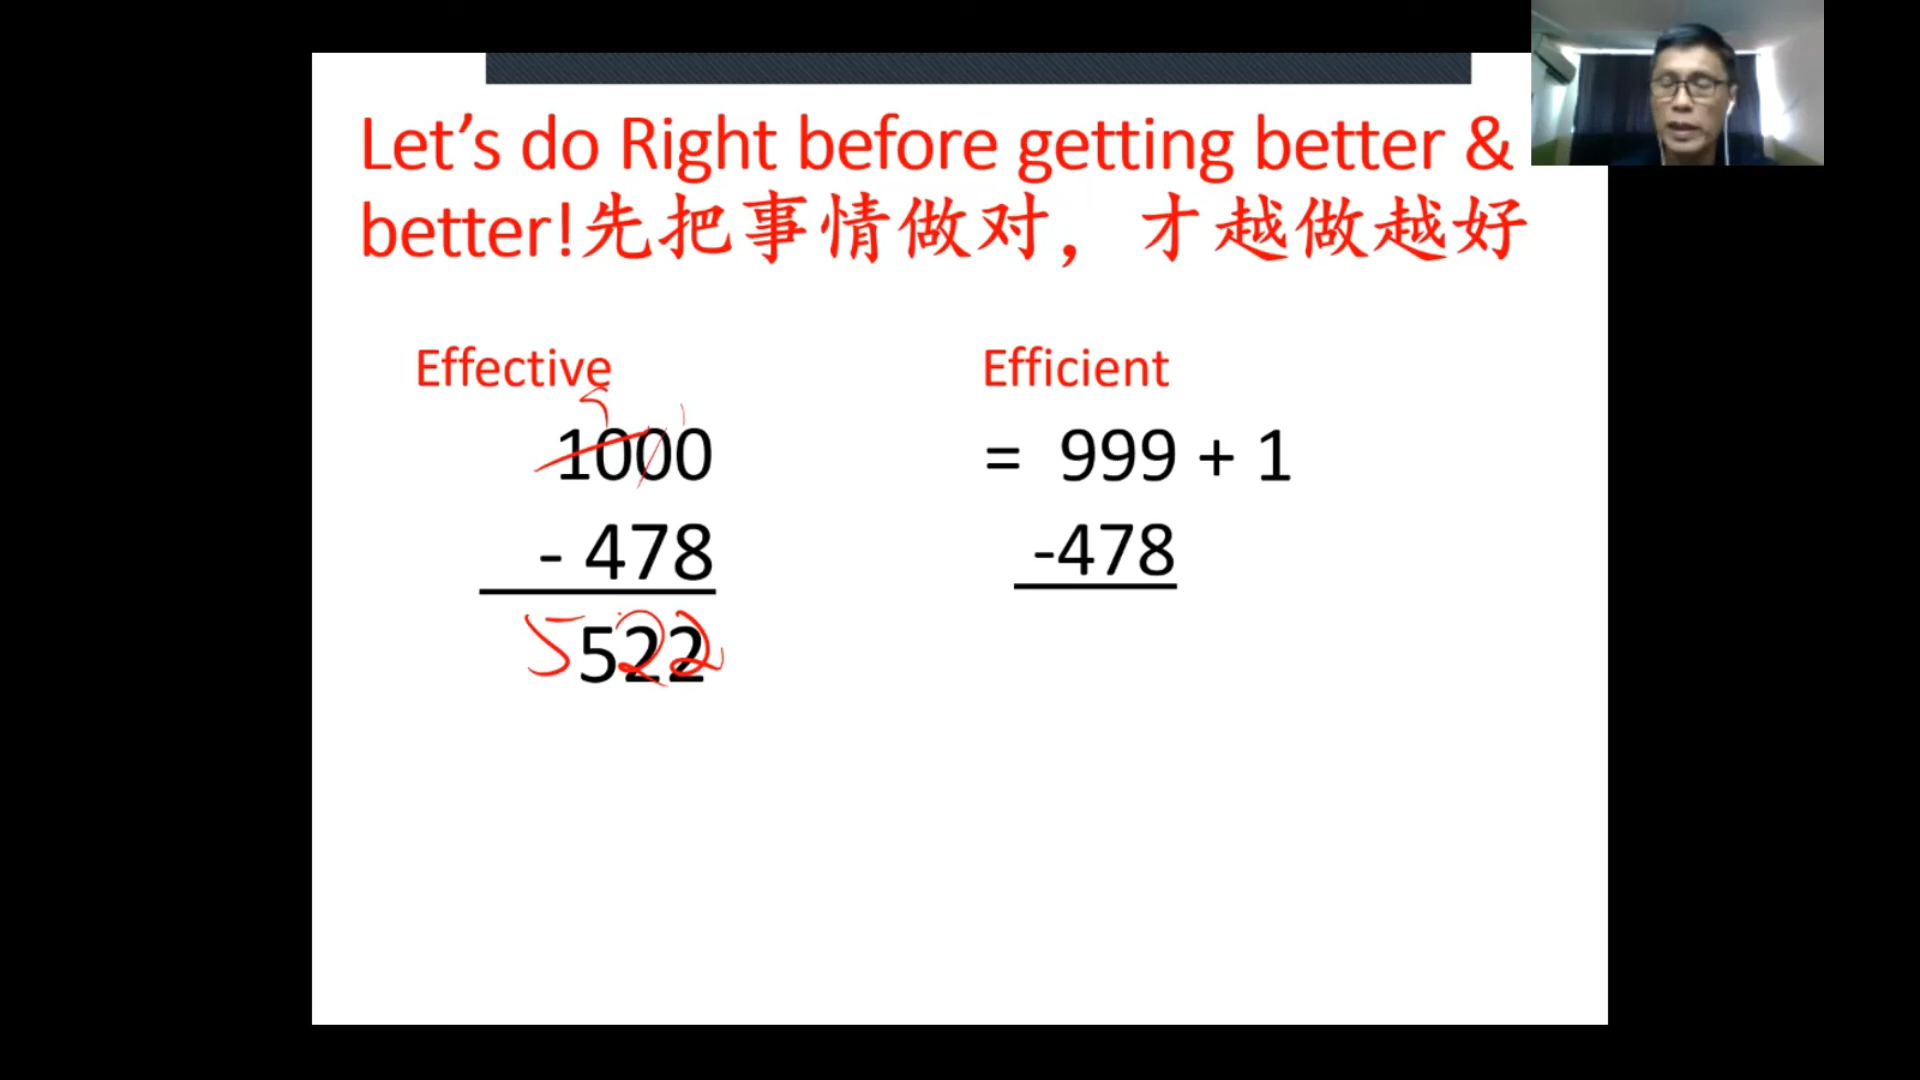 Let’s do Right before getting better &
better!先把事情做对，才越做越好
Effective
Efficient
1000
= 999 + 1
- 478
-478
5522
522